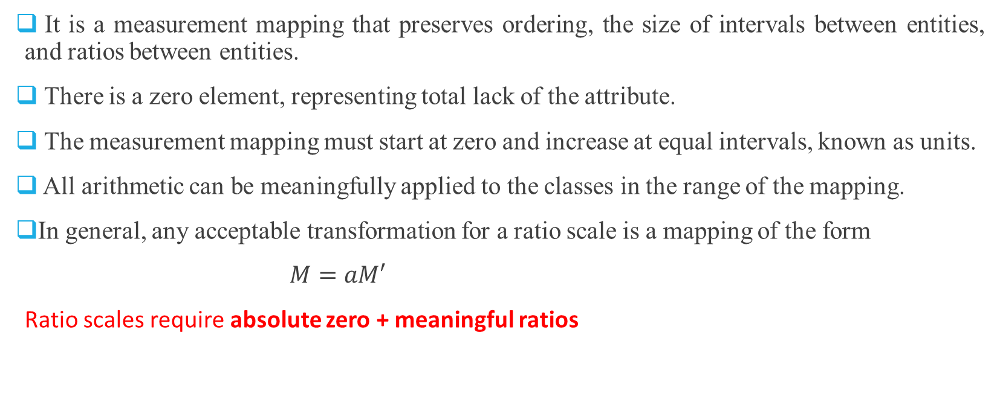 ❑ It is a measurement mapping that preserves ordering, the size of intervals between entities,
and ratios between entities.
❑ There is a zero element, representing total lack of the attribute.
❑ The measurement mapping must start at zero and increase at equal intervals, known as units.
❑ All arithmetic can be meaningfully applied to the classes in the range of the mapping.
❑In general, any acceptable transformation for a ratio scale is a mapping of the form
M = aM′
Ratio scales require absolute zero + meaningful ratios